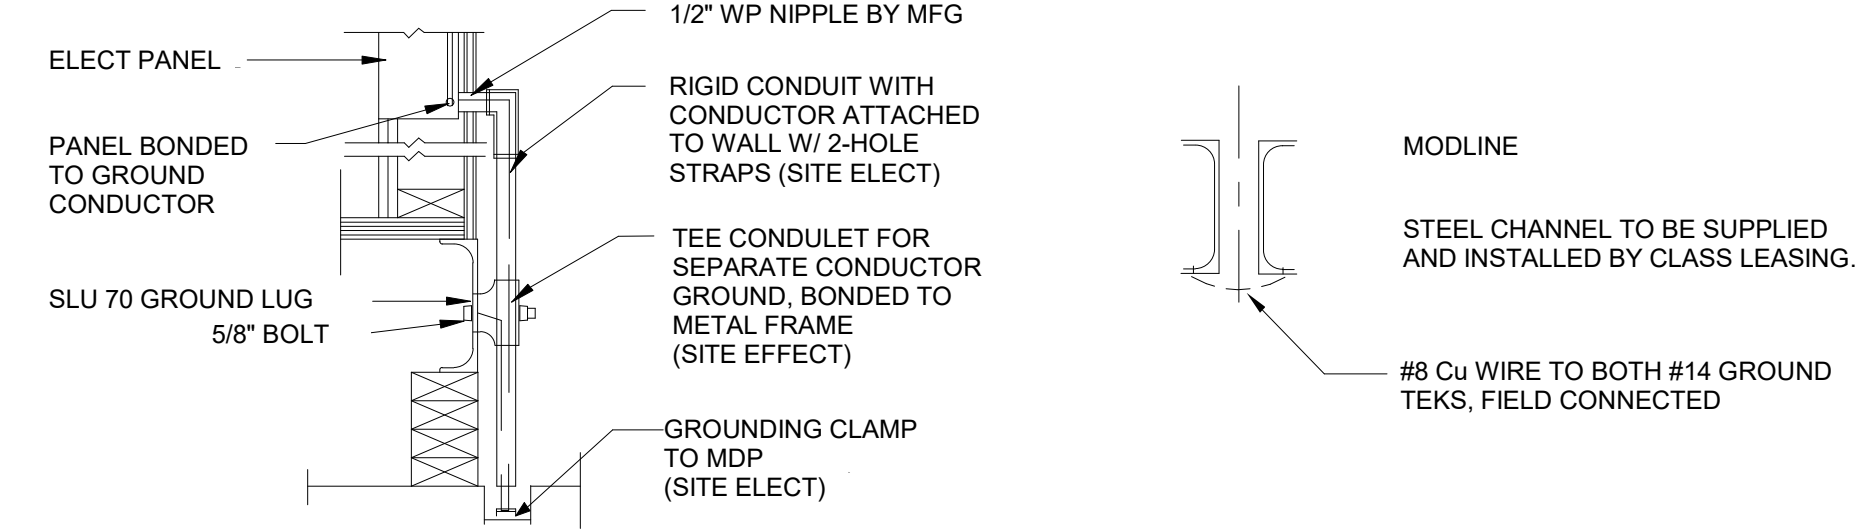 1/2" WP NIPPLE BY MFG
ELECT PANEL
RIGID CONDUIT WITH
CONDUCTOR ATTACHED
TO WALL W/ 2-HOLE
STRAPS (SITE ELECT)
PANEL BONDED
TO GROUND
CONDUCTOR
TEE CONDULET FOR
SEPARATE CONDUCTOR
GROUND, BONDED TO
METAL FRAME
(SITE EFFECT)
SLU 70 GROUND LUG
5/8" BOLT
GROUNDING CLAMP
TO MDP
(SITE ELECT)
MODLINE
STEEL CHANNEL TO BE SUPPLIED
AND INSTALLED BY CLASS LEASING.
#8 Cu WIRE TO BOTH #14 GROUND
TEKS, FIELD CONNECTED